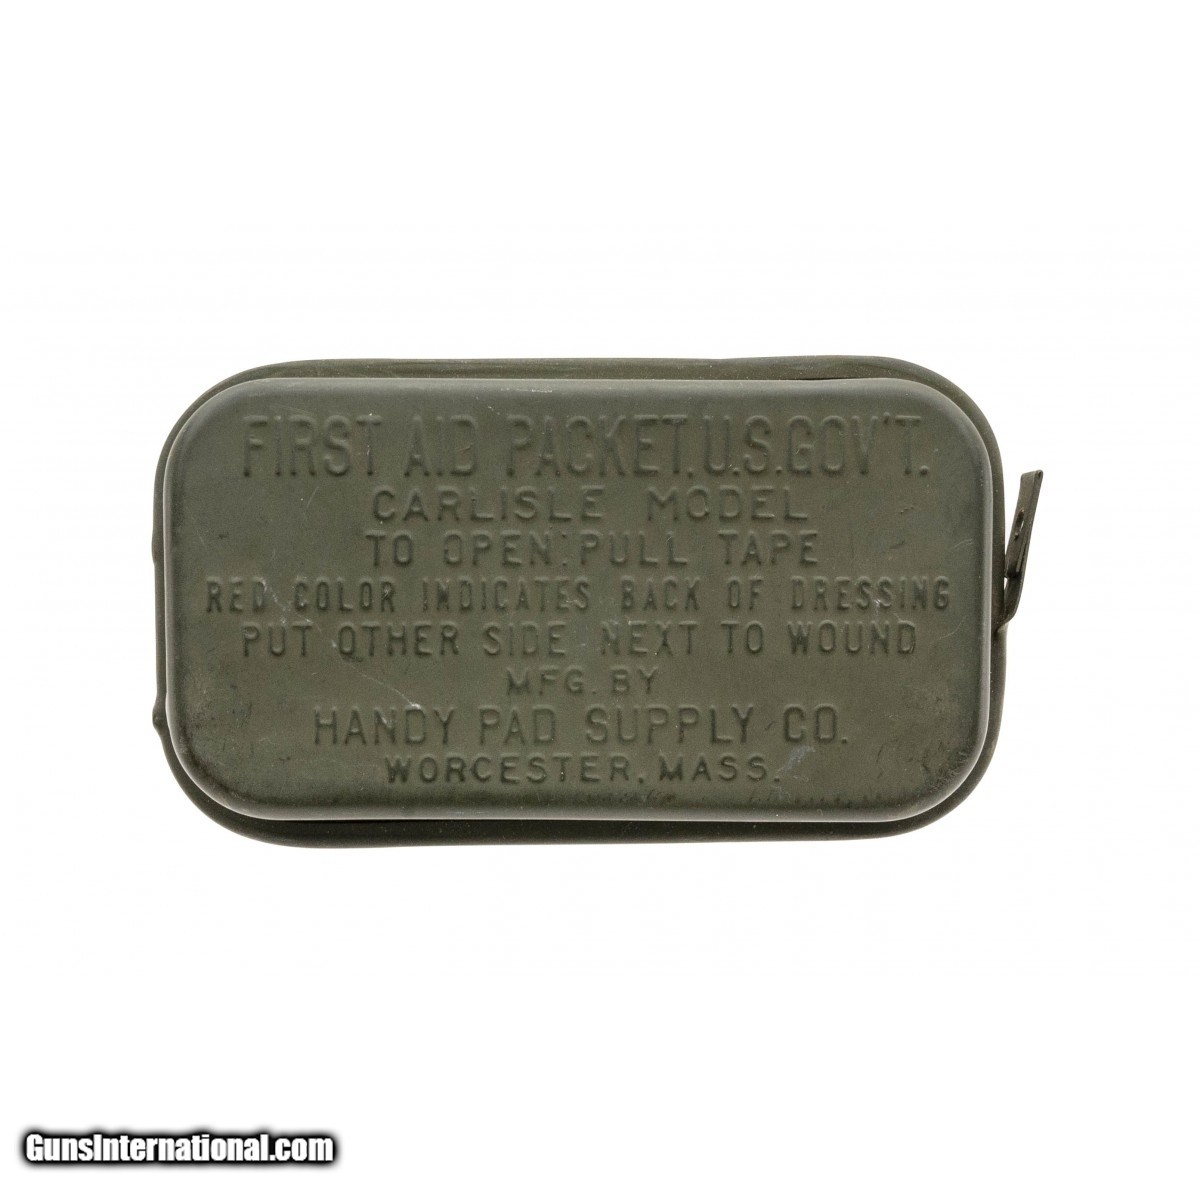 FIRST AID PACKET, U.S. GOV'T.
CARLISLE MODEL
TO OPEN: PULL TAPE
RED COLOR INDICATES BACK OF DRESSING
PUT OTHER SIDE NEXT TO WOUND
MFG. BY
HANDY PAD SUPPLY CO.
WORCESTER, MASS.
GunsInternational.com